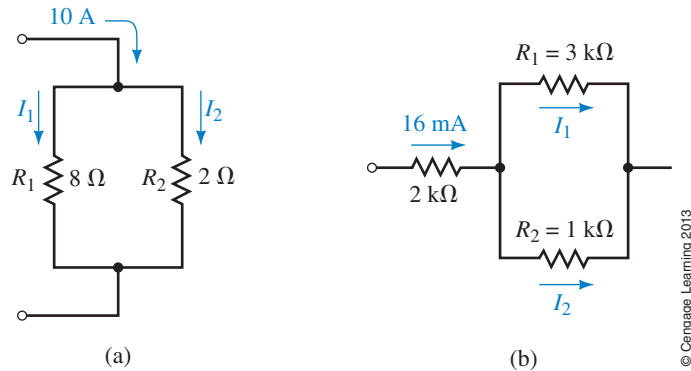 10 A
I1
I2
R1
8 Ω
R2
2 Ω
(a)
R1 = 3 kΩ
I1
16 mA
2 kΩ
R2 = 1 kΩ
I2
(b)
© Cengage Learning 2013